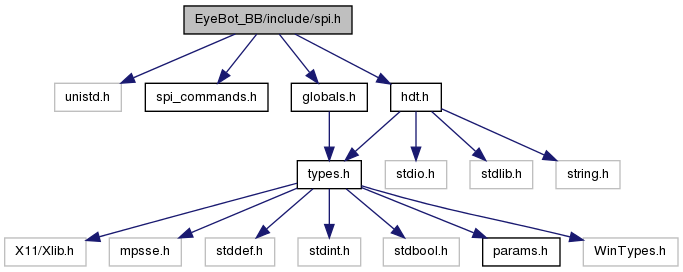 EyeBot_BB/include/spi.h
unistd.h
spi_commands.h
globals.h
hdt.h
types.h
stdio.h
stdlib.h
string.h
X11/Xlib.h
mpsse.h
stddef.h
stdint.h
stdbool.h
params.h
WinTypes.h